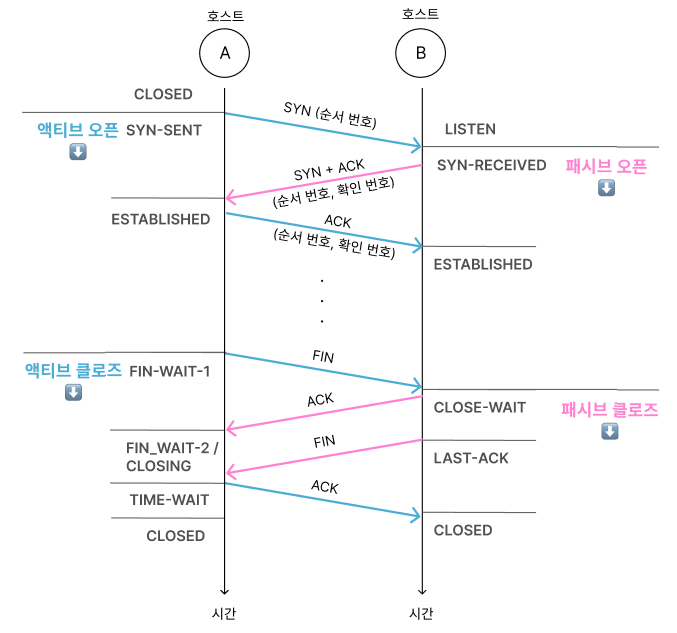 호스트
호스트
A
B
CLOSED
SYN (순서 번호)
액티브 오픈
SYN-SENT
LISTEN
SYN + ACK
(순서 번호, 확인 번호)
SYN-RECEIVED
패시브 오픈
ESTABLISHED
ACK
(순서 번호, 확인 번호)
ESTABLISHED
FIN
액티브 클로즈
FIN-WAIT-1
ACK
CLOSE-WAIT
패시브 클로즈
FIN_WAIT-2 /
CLOSING
FIN
LAST-ACK
TIME-WAIT
ACK
CLOSED
CLOSED
시간
시간